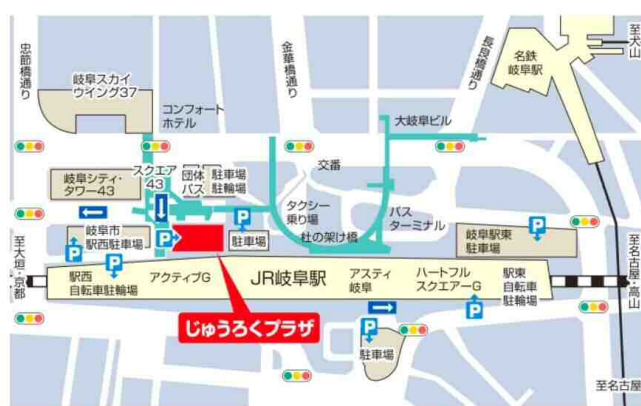 忠節橋通り
金華橋通り
長良橋通り
至犬山
名鉄
岐阜駅
岐阜スカイ
ウイング37
コンフォート
ホテル
大岐阜ビル
交番
岐阜シティ・
タワー43
スクエア
43
団体
バス
駐車場
駐輪場
タクシー
乗り場
バス
ターミナル
杜の架け橋
岐阜市
駅西駐車場
P
P
P
駐車場
岐阜駅東
駐車場
P
至大垣・京都
P
駅西
自転車駐輪場
アクティブG
JR岐阜駅
アスティ
岐阜
ハートフル
スクエアーG
駅東
自転車
駐輪場
P
至名古屋・高山
じゅうろくプラザ
P
駐車場
至名古屋